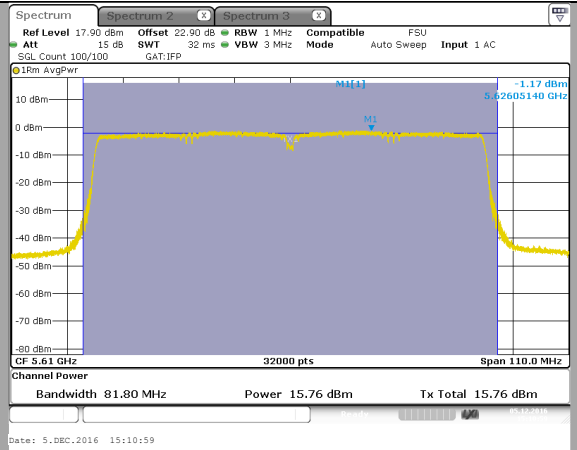 Spectrum Spectrum 2 X Spectrum 3 X
Ref Level 17.90 dBm Offset 22.90 dB RBW 1 MHz Compatible FSU
Att 15 dB SWT 32 ms VBW 3 MHz Mode Auto Sweep Input 1 AC
SGL Count 100/100 GAT:IFP
1Rm AvgPwr
M1[1] -1.17 dBm
5.62605140 GHz
10 dBm
M1
0 dBm
-10 dBm
-20 dBm
-30 dBm
-40 dBm
-50 dBm
-60 dBm
-70 dBm
-80 dBm
CF 5.61 GHz 32000 pts Span 110.0 MHz
Channel Power
Bandwidth 81.80 MHz Power 15.76 dBm Tx Total 15.76 dBm
Ready 05.12.2016
Date: 5.DEC.2016 15:10:59